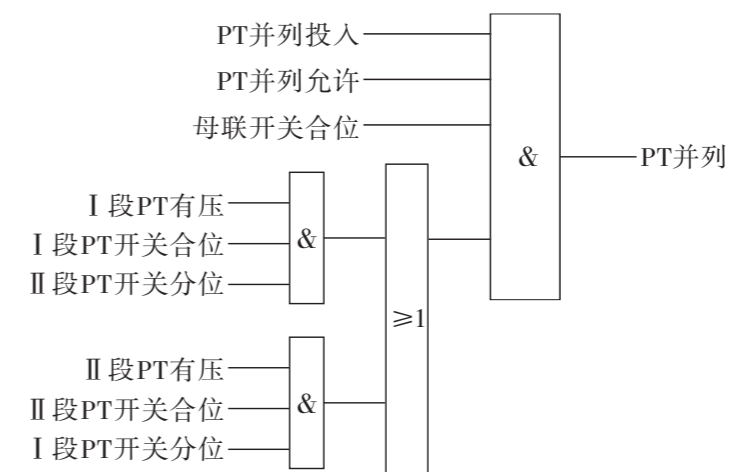 PT并列投入
PT并列允许
母联开关合位
&
PT并列
Ⅰ段PT有压
Ⅰ段PT开关合位
Ⅱ段PT开关分位
&
≥1
Ⅱ段PT有压
Ⅱ段PT开关合位
Ⅰ段PT开关分位
&